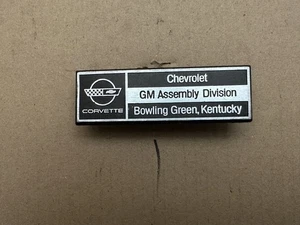 CORVETTE
Chevrolet
GM Assembly Division
Bowling Green, Kentucky